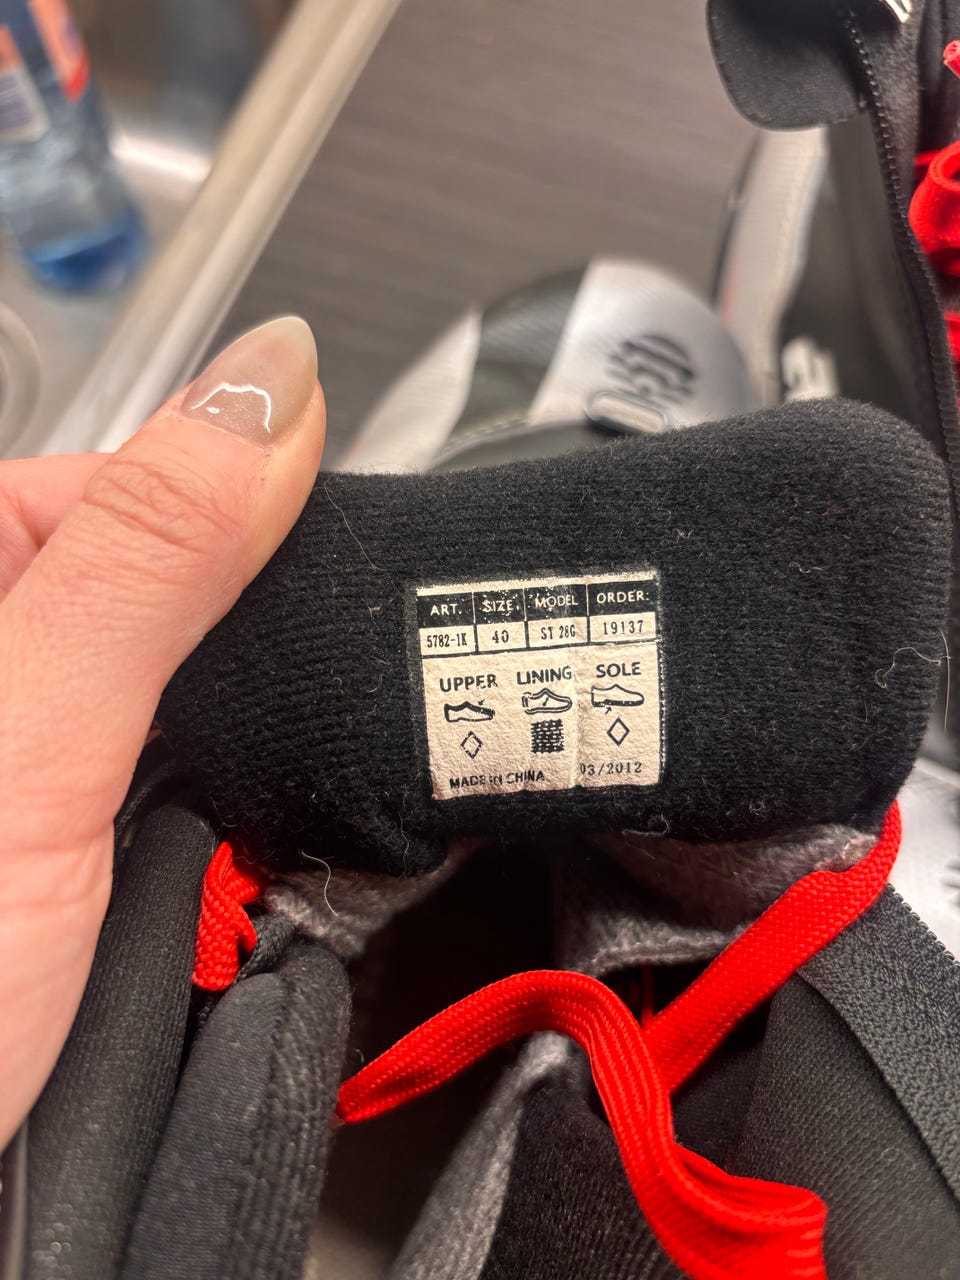 ART. SIZE. MODEL ORDER:
5782-1K 40 ST 28G 19137
UPPER LINING SOLE
MADE IN CHINA 03/2012